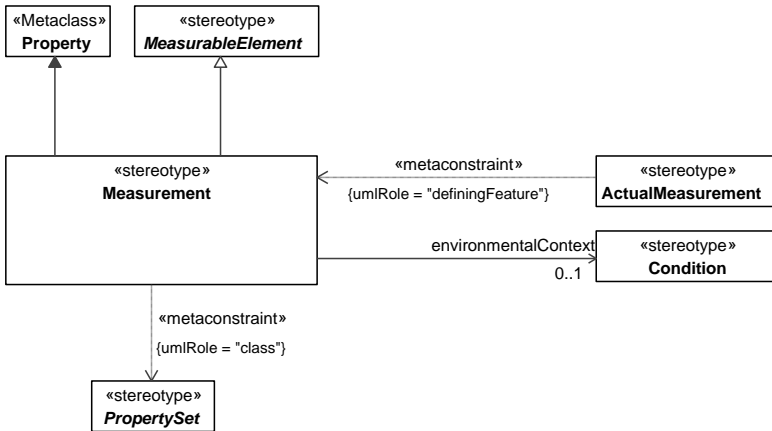 «Metaclass»
Property
«stereotype»
MeasurableElement
«stereotype»
Measurement
«metaconstraint»
{umlRole = "definingFeature"}
«stereotype»
ActualMeasurement
environmentalContext
0..1
«stereotype»
Condition
«metaconstraint»
{umlRole = "class"}
«stereotype»
PropertySet